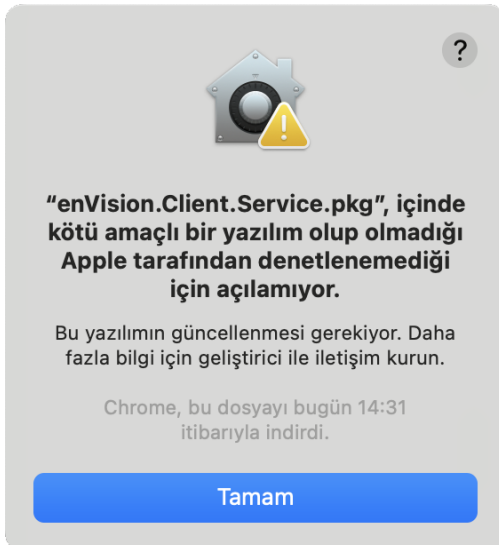 ?
“enVision.Client.Service.pkg”, içinde
kötü amaçlı bir yazılım olup olmadığı
Apple tarafından denetlenemediği
için açılamıyor.
Bu yazılımın güncellenmesi gerekiyor. Daha
fazla bilgi için geliştirici ile iletişim kurun.
Chrome, bu dosyayı bugün 14:31
itibarıyla indirdi.
Tamam